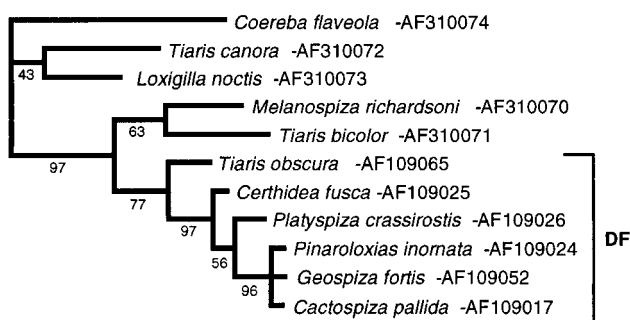 Coereba flaveola -AF310074
Tiaris canora -AF310072
43
Loxigilla noctis -AF310073
Melanospiza richardsoni -AF310070
63
Tiaris bicolor -AF310071
97
Tiaris obscura -AF109065
77
Certhidea fusca -AF109025
97
Platyspiza crassirostis -AF109026
DF
Pinaroloxias inornata -AF109024
56
Geospiza fortis -AF109052
96
Cactospiza pallida -AF109017